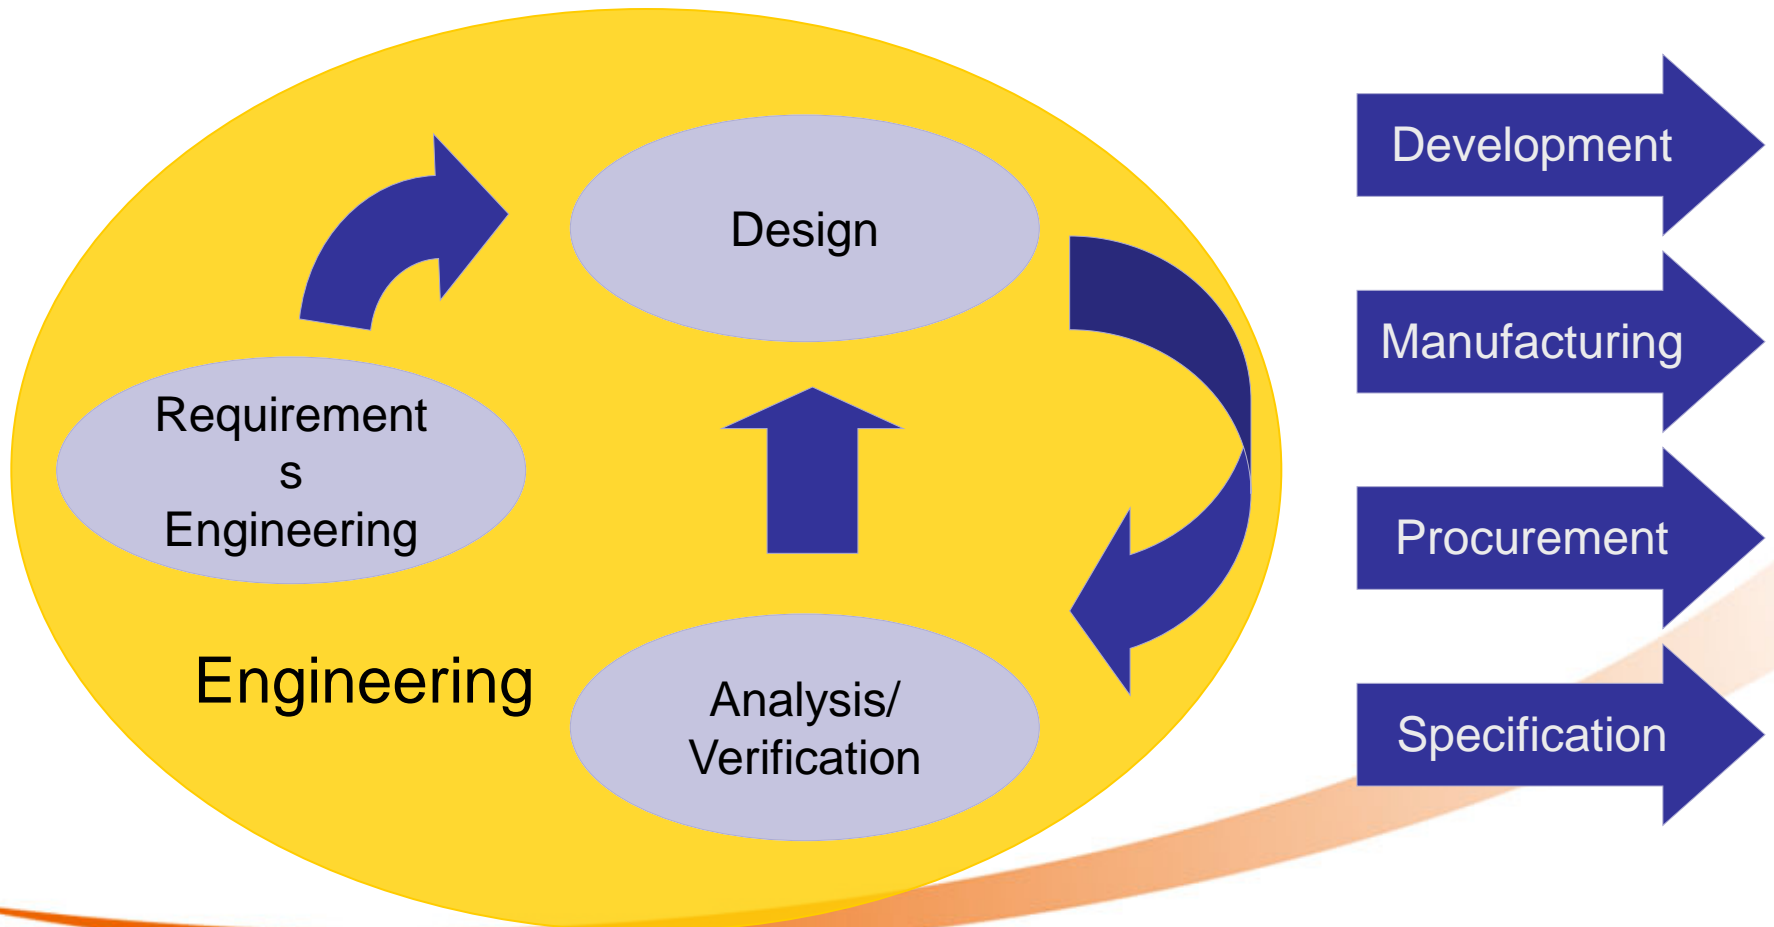 Design
Requirement
s
Engineering
Engineering
Analysis/
Verification
Development
Manufacturing
Procurement
Specification